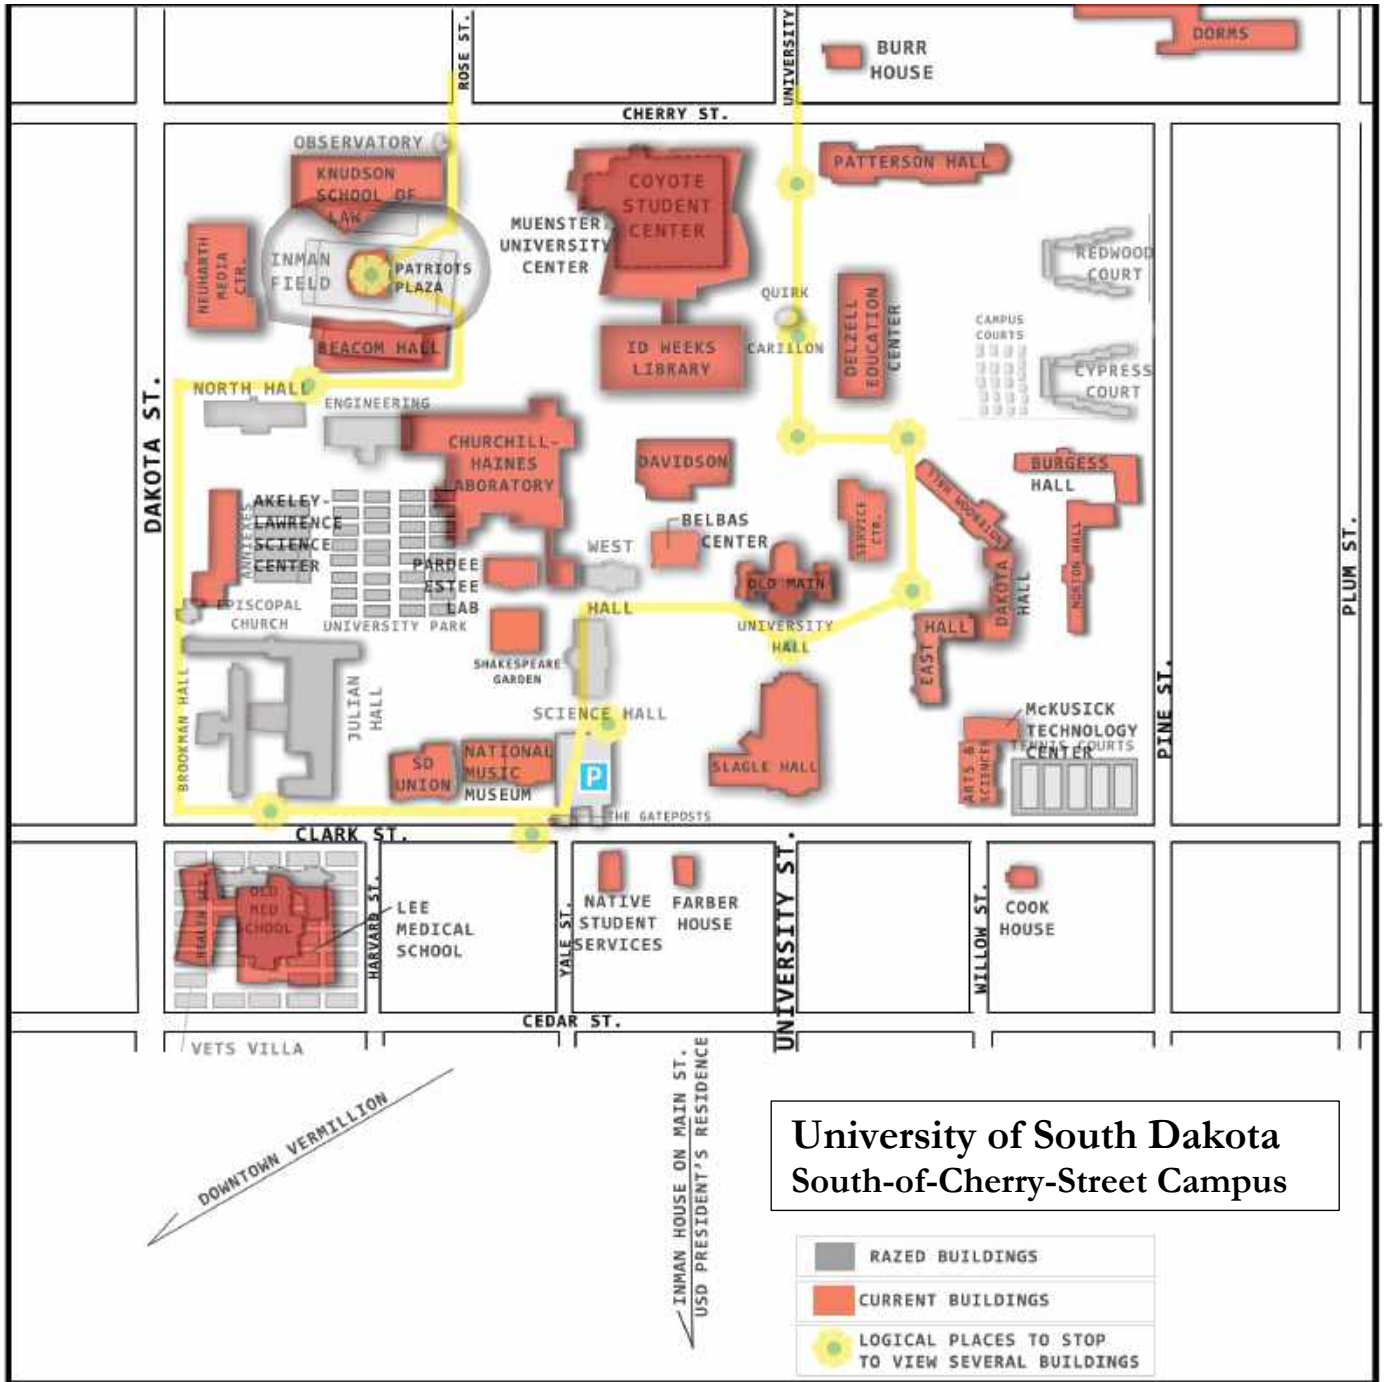 ROSE ST.
UNIVERSITY
BURR
HOUSE
DORMS
CHERRY ST.
OBSERVATORY
KNUDSON
SCHOOL OF
LAW
PATTERSON HALL
COYOTE
STUDENT
CENTER
MUENSTER
UNIVERSITY
CENTER
NEUHARTH
MEDIA
CTR.
INMAN
FIELD
PATRIOTS
PLAZA
REDWOOD
COURT
QUIRK
CARILLON
DELZELL
EDUCATION
CENTER
CAMPUS
COURTS
BEACOM HALL
ID WEEKS
LIBRARY
CYPRESS
COURT
NORTH HALL
ENGINEERING
DAKOTA ST.
CHURCHILL-
HAINES
LABORATORY
DAVIDSON
BURGESS
HALL
AKELEY-
LAWRENCE
SCIENCE
CENTER
ANNIEXES
BELBAS
CENTER
SERVICE
CTR.
NORTON HALL
WEST
HALL
PARDEE
ESTEE
LAB
OLD MAIN
DAKOTA
HALL
PLUM ST.
EPISCOPAL
CHURCH
UNIVERSITY PARK
UNIVERSITY
HALL
EAST
HALL
SHAKESPEARE
GARDEN
BROOKMAN HALL
JULIAN
HALL
SCIENCE HALL
McKUSICK
TECHNOLOGY
CENTER
TENNIS COURTS
PINE ST.
SD
UNION
NATIONAL
MUSIC
MUSEUM
P
SLAGLE HALL
ARTS &
SCIENCES
THE GATEPOSTS
CLARK ST.
OLD
MED
SCHOOL
LEE
MEDICAL
SCHOOL
HARVARD ST.
YALE ST.
NATIVE
STUDENT
SERVICES
FARBER
HOUSE
UNIVERSITY ST.
WILLOW ST.
COOK
HOUSE
CEDAR ST.
VETS VILLA
DOWNTOWN VERMILLION
INMAN HOUSE ON MAIN ST.
USD PRESIDENT'S RESIDENCE
University of South Dakota
South-of-Cherry-Street Campus
RAZED BUILDINGS
CURRENT BUILDINGS
LOGICAL PLACES TO STOP
TO VIEW SEVERAL BUILDINGS